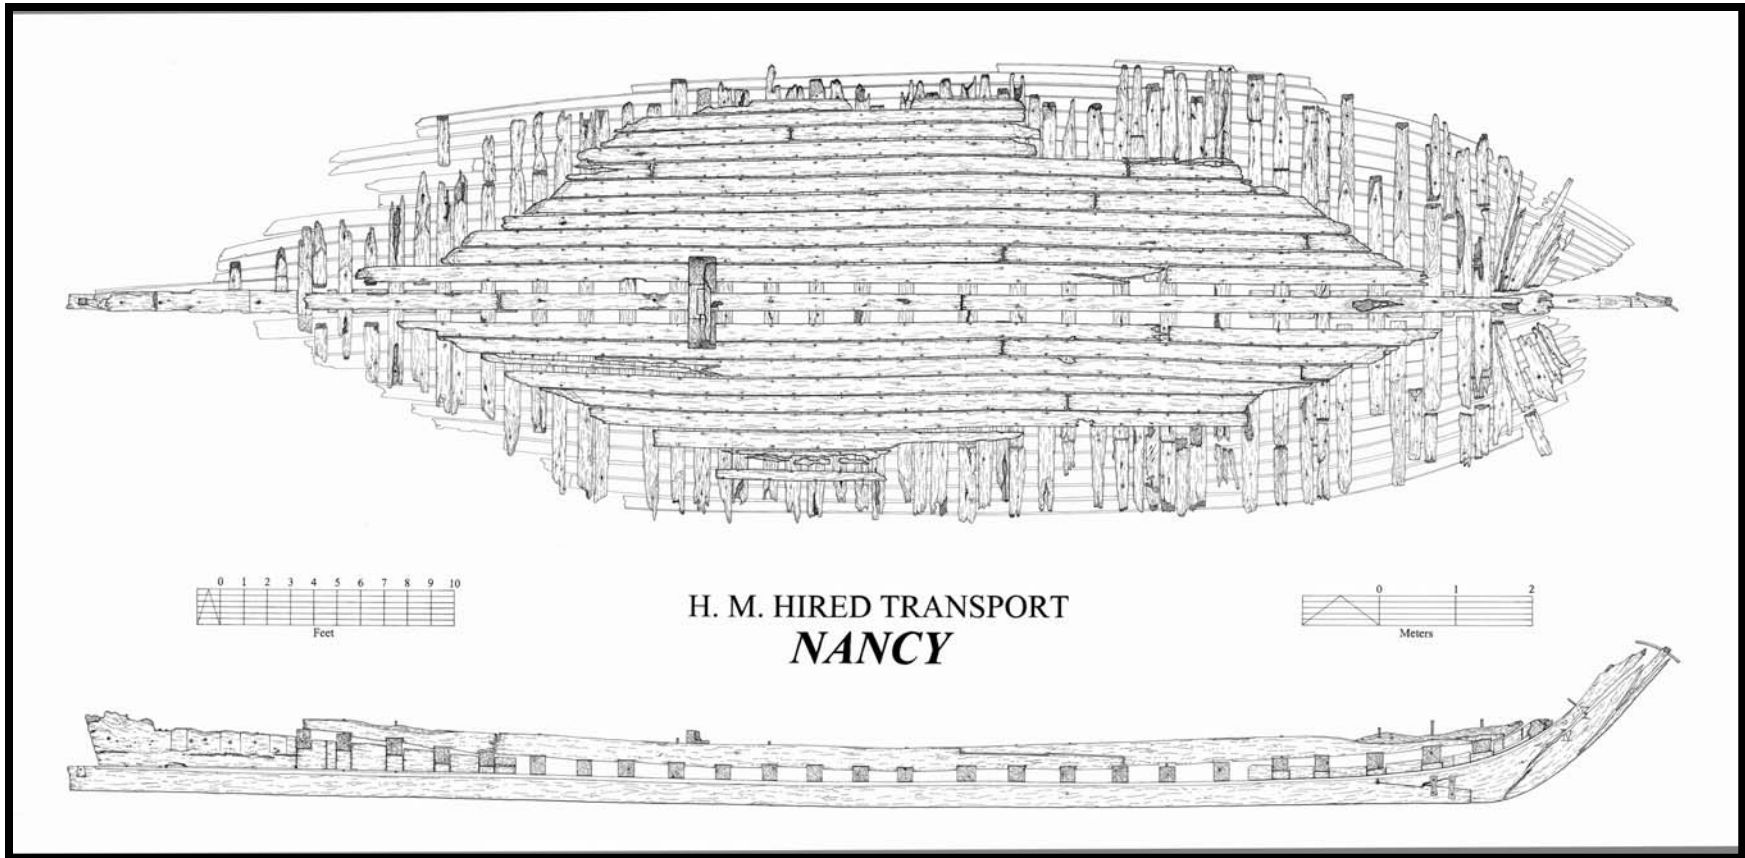 0 1 2 3 4 5 6 7 8 9 10
Feet
H. M. HIRED TRANSPORT
NANCY
0 1 2
Meters